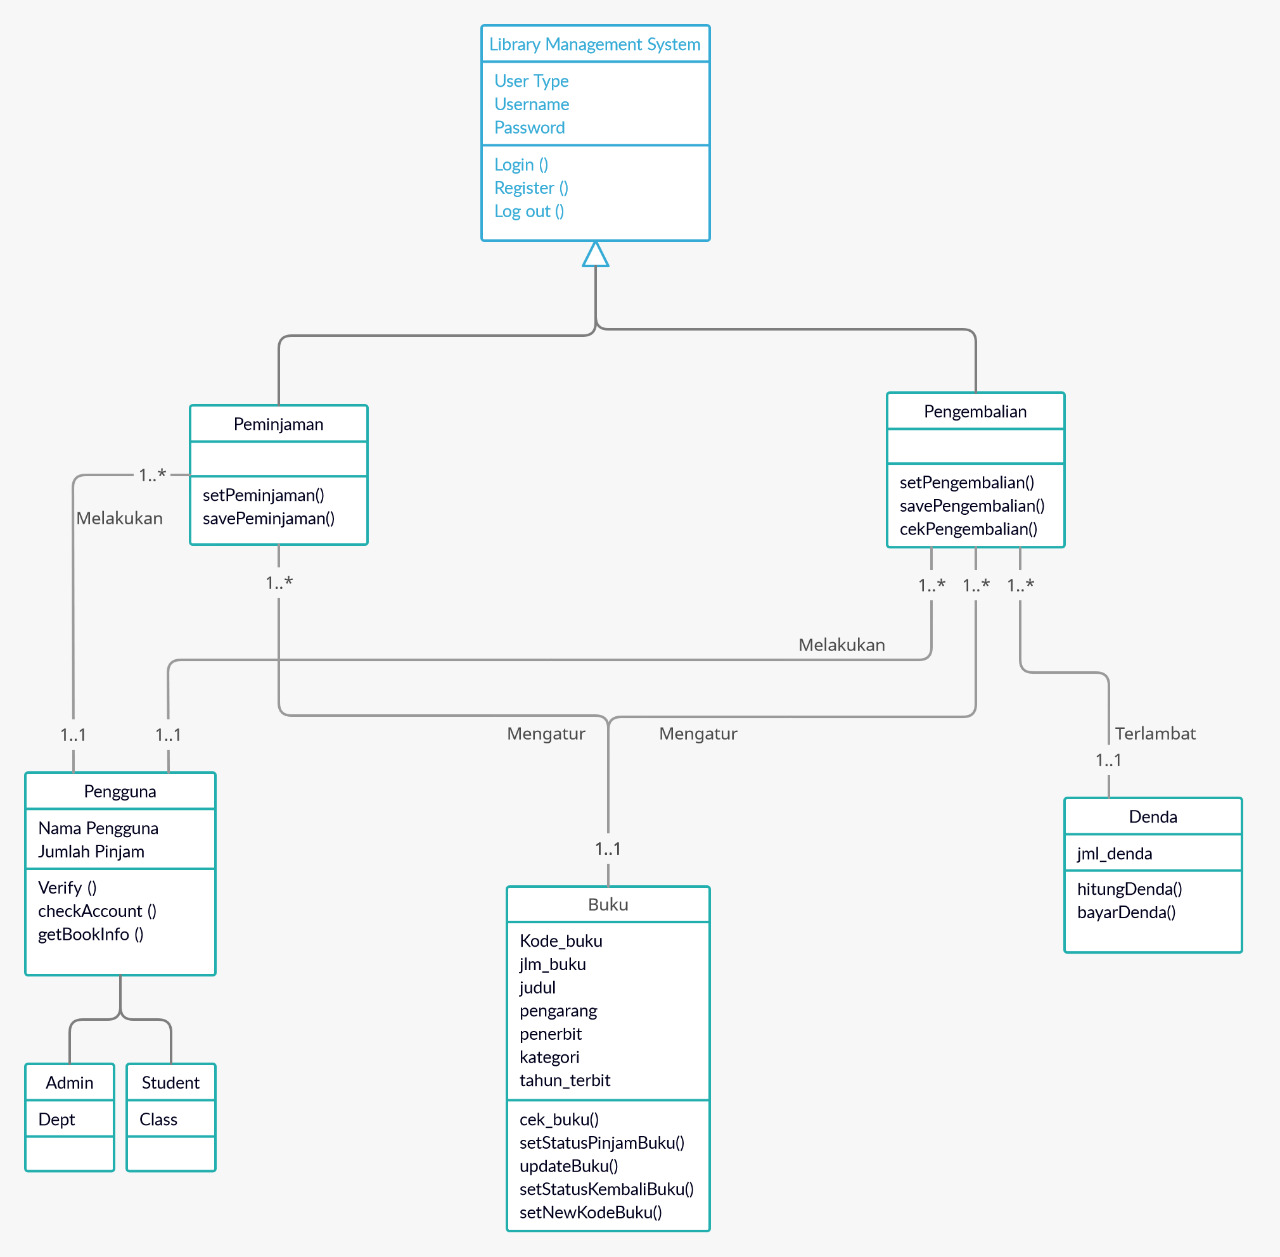 Library Management System
User Type
Username
Password
Login ()
Register ()
Log out ()
Peminjaman
setPeminjaman()
savePeminjaman()
Pengembalian
setPengembalian()
savePengembalian()
cekPengembalian()
1..*
Melakukan
1..*
1..*
1..*
1..*
Melakukan
1..1
1..1
Mengatur
Mengatur
Terlambat
1..1
1..1
Pengguna
Nama Pengguna
Jumlah Pinjam
Verify ()
checkAccount ()
getBookInfo ()
Denda
jml_denda
hitungDenda()
bayarDenda()
Buku
Kode_buku
jlm_buku
judul
pengarang
penerbit
kategori
tahun_terbit
cek_buku()
setStatusPinjamBuku()
updateBuku()
setStatusKembaliBuku()
setNewKodeBuku()
Admin
Dept
Student
Class